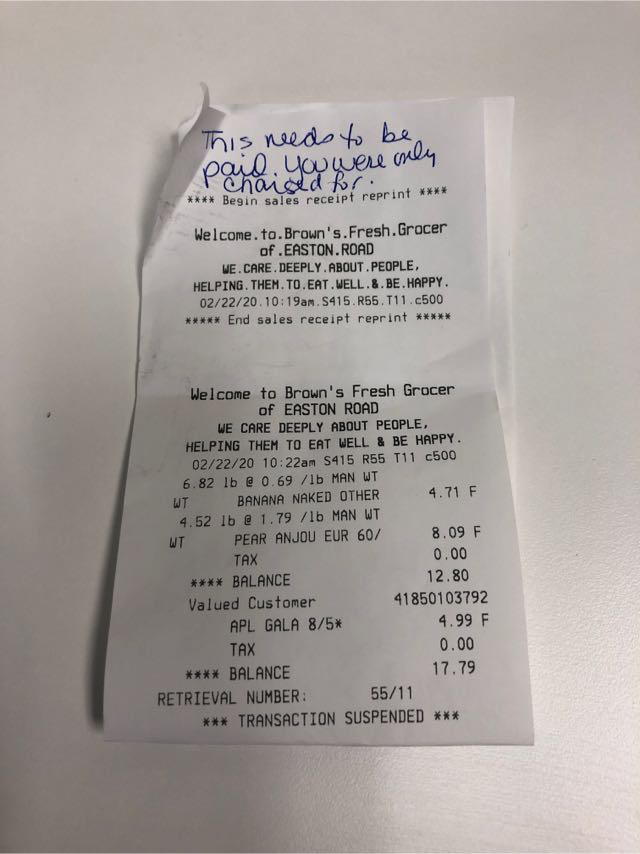 This needs to be
paid. You were only
charged for.
**** Begin sales receipt reprint ****
Welcome.to.Brown's.Fresh.Grocer
of.EASTON.ROAD
WE.CARE.DEEPLY.ABOUT.PEOPLE,
HELPING.THEM.TO.EAT.WELL.&.BE.HAPPY.
02/22/20.10:19am.S415.R55.T11.c500
***** End sales receipt reprint *****
Welcome to Brown's Fresh Grocer
of EASTON ROAD
WE CARE DEEPLY ABOUT PEOPLE,
HELPING THEM TO EAT WELL & BE HAPPY.
02/22/20 10:22am S415 R55 T11 c500
6.82 lb @ 0.69 /lb MAN WT
WT BANANA NAKED OTHER 4.71 F
4.52 lb @ 1.79 /lb MAN WT
WT PEAR ANJOU EUR 60/ 8.09 F
TAX 0.00
**** BALANCE 12.80
Valued Customer 41850103792
APL GALA 8/5* 4.99 F
TAX 0.00
**** BALANCE 17.79
RETRIEVAL NUMBER: 55/11
*** TRANSACTION SUSPENDED ***